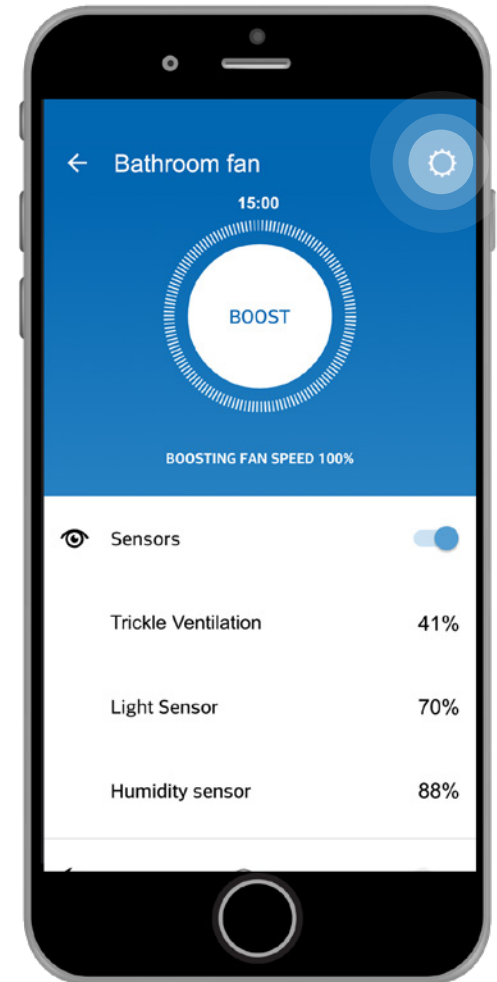 Bathroom fan
15:00
BOOST
BOOSTING FAN SPEED 100%
Sensors
Trickle Ventilation 41%
Light Sensor 70%
Humidity sensor 88%